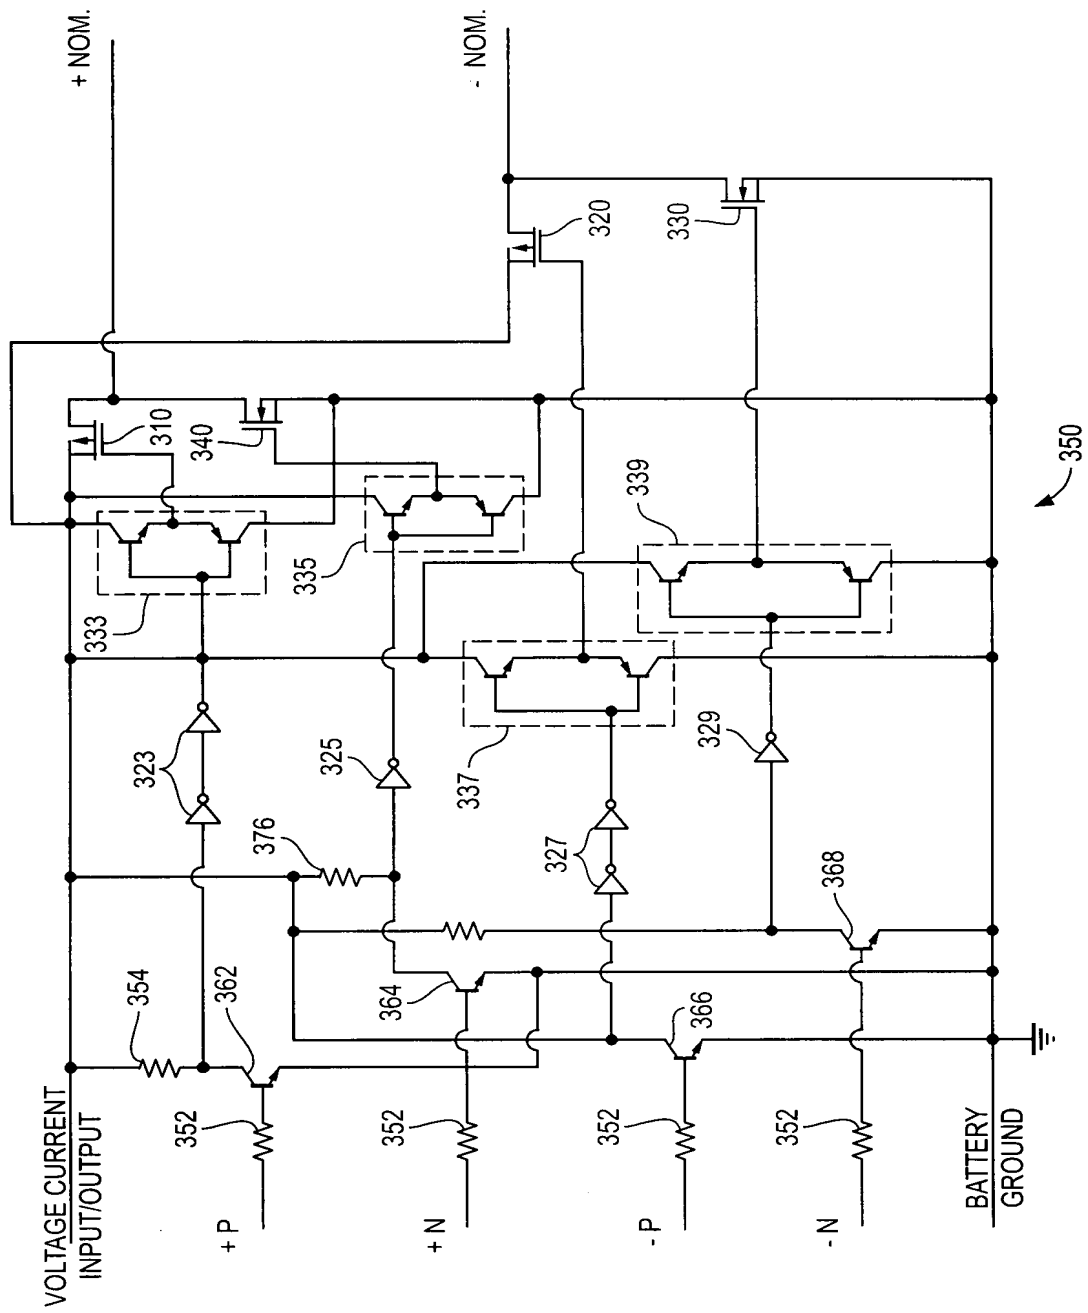 VOLTAGE CURRENT
INPUT/OUTPUT
+ P
+ N
- P
- N
BATTERY
GROUND
352
352
352
352
354
362
364
366
368
376
323
325
327
329
333
335
337
339
310
340
320
330
+ NOM.
- NOM.
350